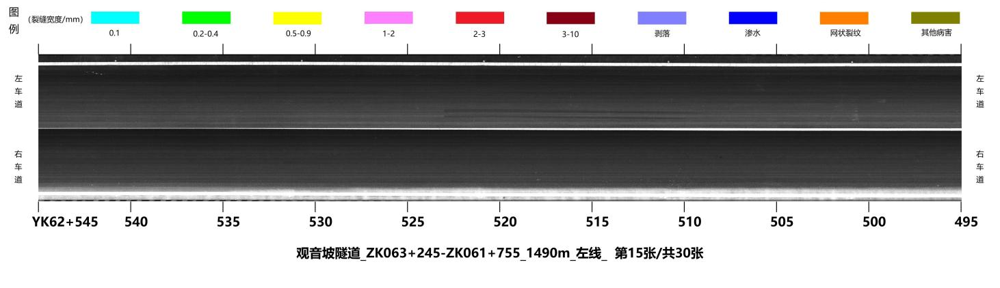 图例
(裂缝宽度/mm)
0.1 0.2-0.4 0.5-0.9 1-2 2-3 3-10 剥落 渗水 网状裂纹 其他病害
左车道
左车道
右车道
右车道
YK62+545 540 535 530 525 520 515 510 505 500 495
观音坡隧道_ZK063+245-ZK061+755_1490m_左线_ 第15张/共30张